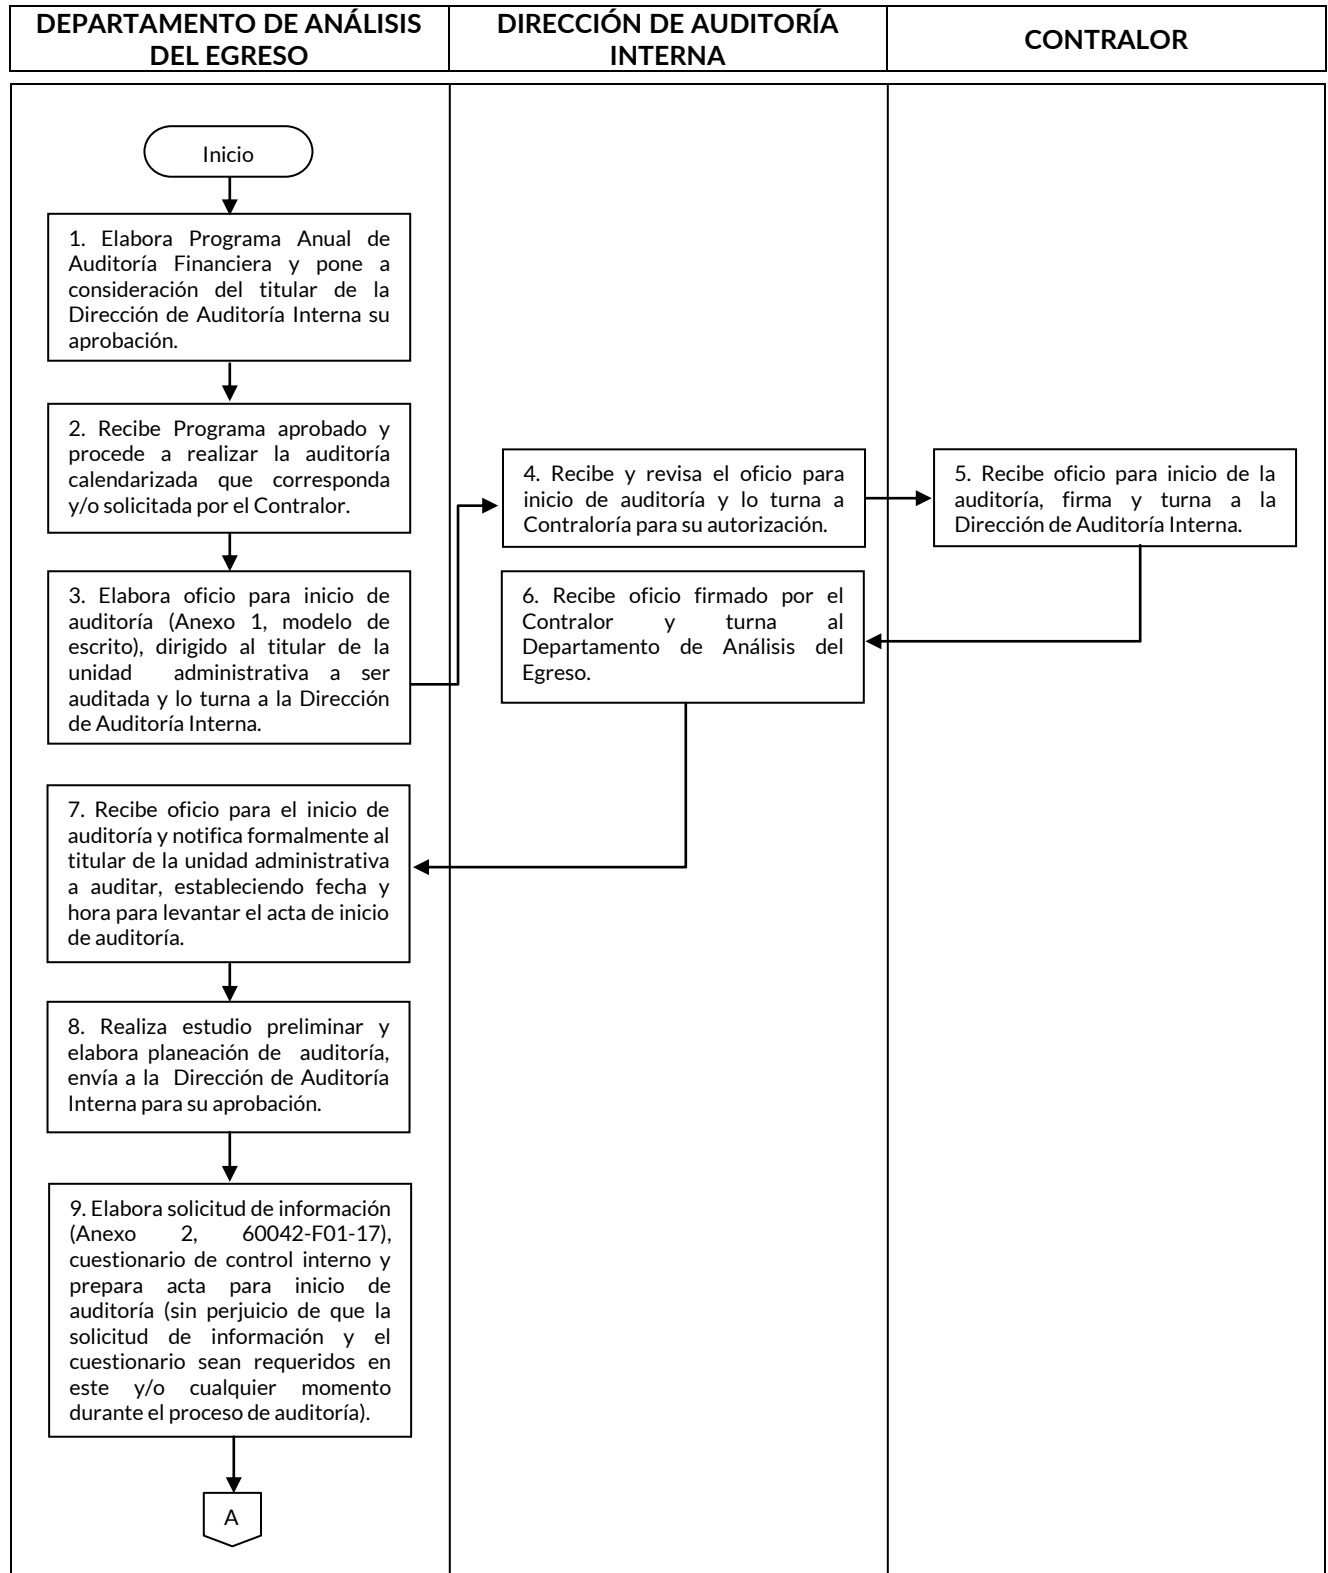 DEPARTAMENTO DE ANÁLISIS
DEL EGRESO
DIRECCIÓN DE AUDITORÍA
INTERNA
CONTRALOR
Inicio
1. Elabora Programa Anual de
Auditoría Financiera y pone a
consideración del titular de la
Dirección de Auditoría Interna su
aprobación.
2. Recibe Programa aprobado y
procede a realizar la auditoría
calendarizada que corresponda
y/o solicitada por el Contralor.
3. Elabora oficio para inicio de
auditoría (Anexo 1, modelo de
escrito), dirigido al titular de la
unidad administrativa a ser
auditada y lo turna a la Dirección
de Auditoría Interna.
4. Recibe y revisa el oficio para
inicio de auditoría y lo turna a
Contraloría para su autorización.
5. Recibe oficio para inicio de la
auditoría, firma y turna a la
Dirección de Auditoría Interna.
6. Recibe oficio firmado por el
Contralor y turna al
Departamento de Análisis del
Egreso.
7. Recibe oficio para el inicio de
auditoría y notifica formalmente al
titular de la unidad administrativa
a auditar, estableciendo fecha y
hora para levantar el acta de inicio
de auditoría.
8. Realiza estudio preliminar y
elabora planeación de auditoría,
envía a la Dirección de Auditoría
Interna para su aprobación.
9. Elabora solicitud de información
(Anexo 2, 60042-F01-17),
cuestionario de control interno y
prepara acta para inicio de
auditoría (sin perjuicio de que la
solicitud de información y el
cuestionario sean requeridos en
este y/o cualquier momento
durante el proceso de auditoría).
A